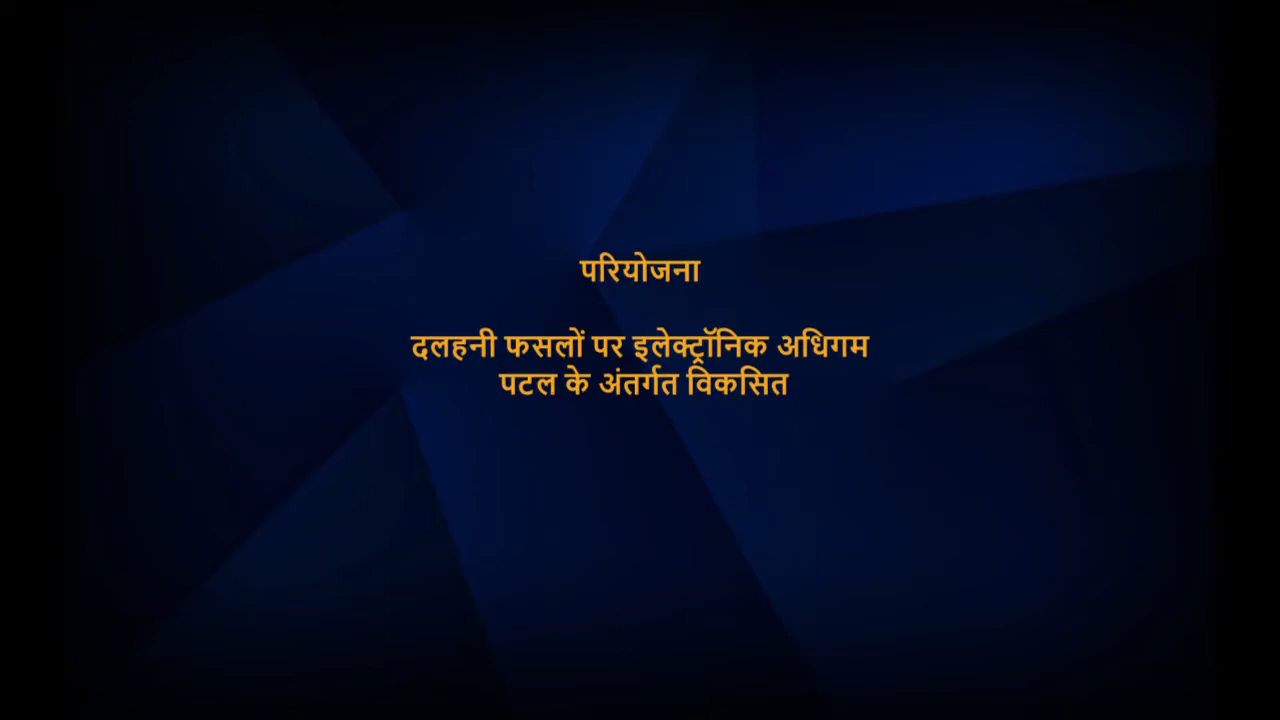 परियोजना
दलहनी फसलों पर इलेक्ट्रॉनिक अधिगम
पटल के अंतर्गत विकसित